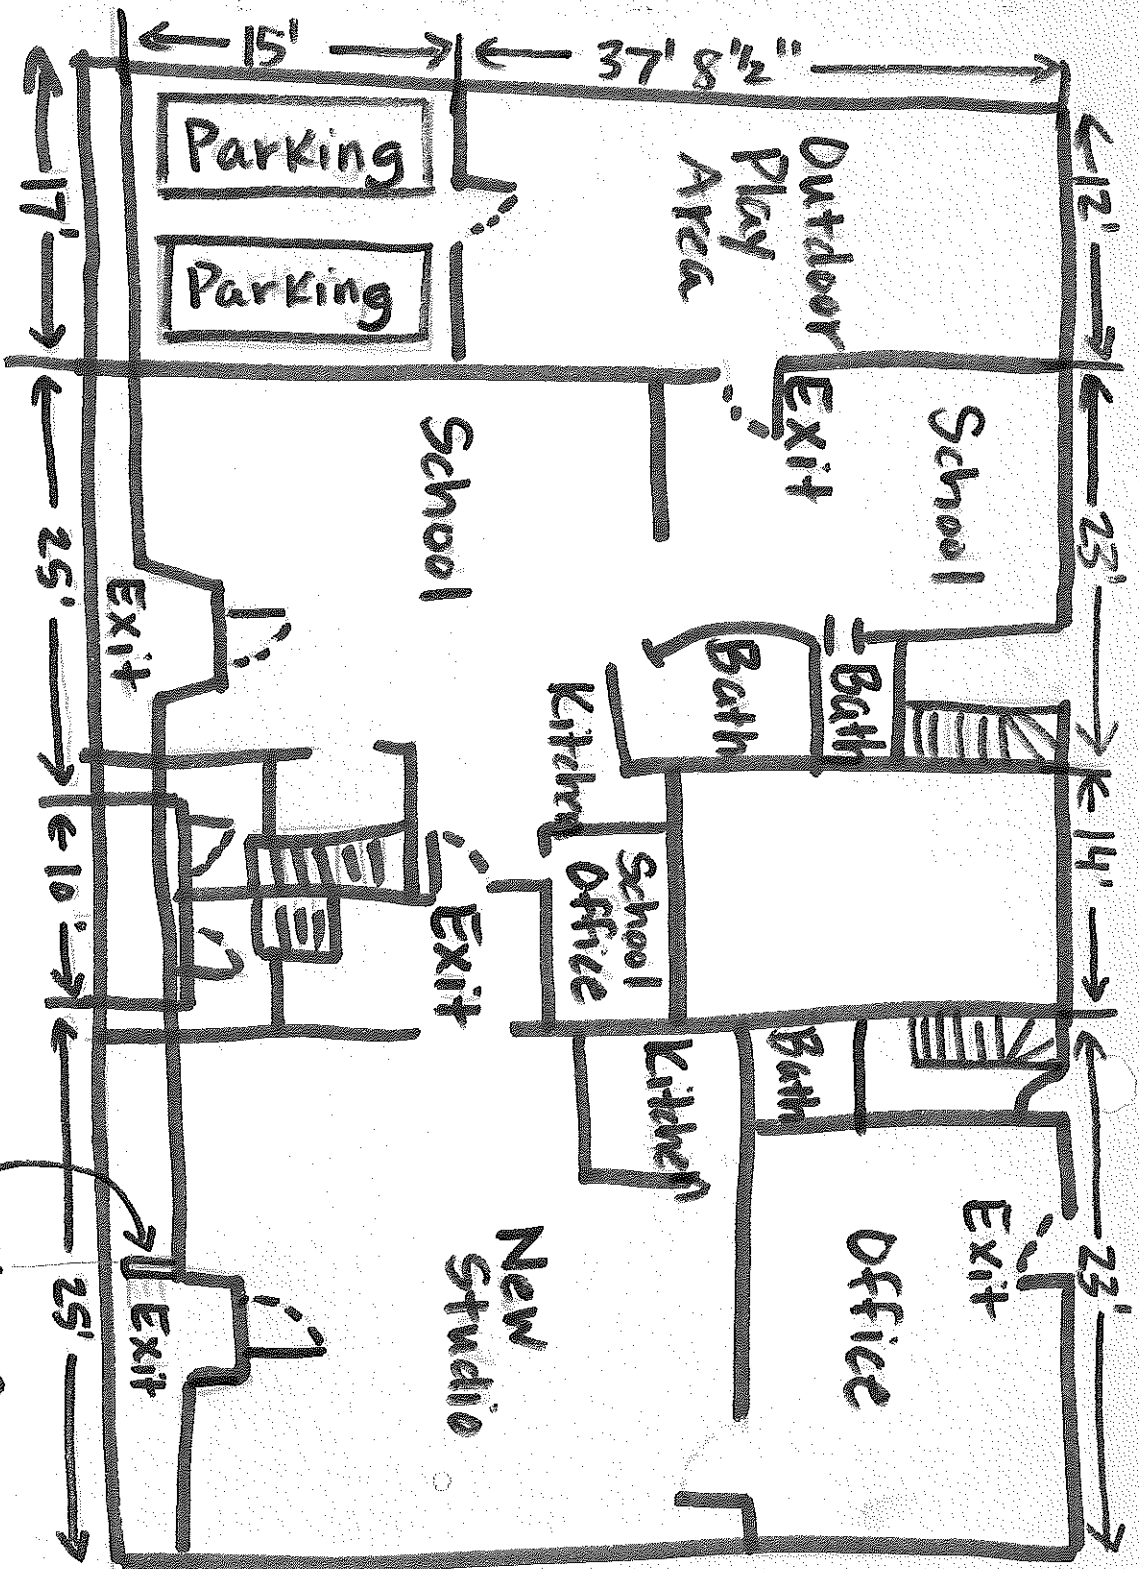 15'
37' 8½"
12'
23'
14'
23'
17'
25'
10'
25'
Parking
Parking
Outdoor
Play
Area
Exit
School
School
Exit
Bath
Bath
Kitchen
School
Office
Exit
Kitchen
Bath
Exit
Office
New
Studio
Exit